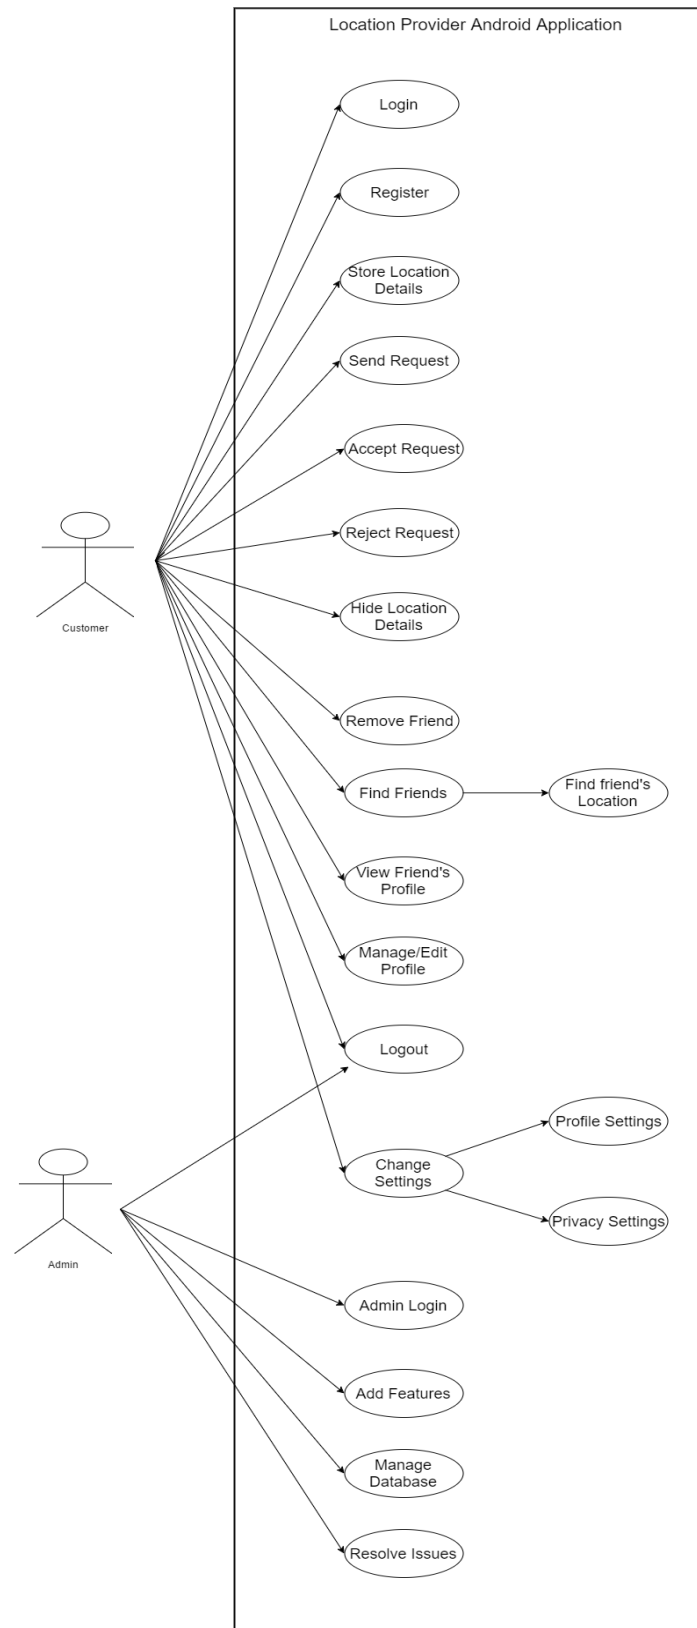 Location Provider Android Application
Login
Register
Store Location
Details
Send Request
Accept Request
Reject Request
Hide Location
Details
Customer
Remove Friend
Find Friends
Find friend's
Location
View Friend's
Profile
Manage/Edit
Profile
Logout
Profile Settings
Change
Settings
Privacy Settings
Admin
Admin Login
Add Features
Manage
Database
Resolve Issues